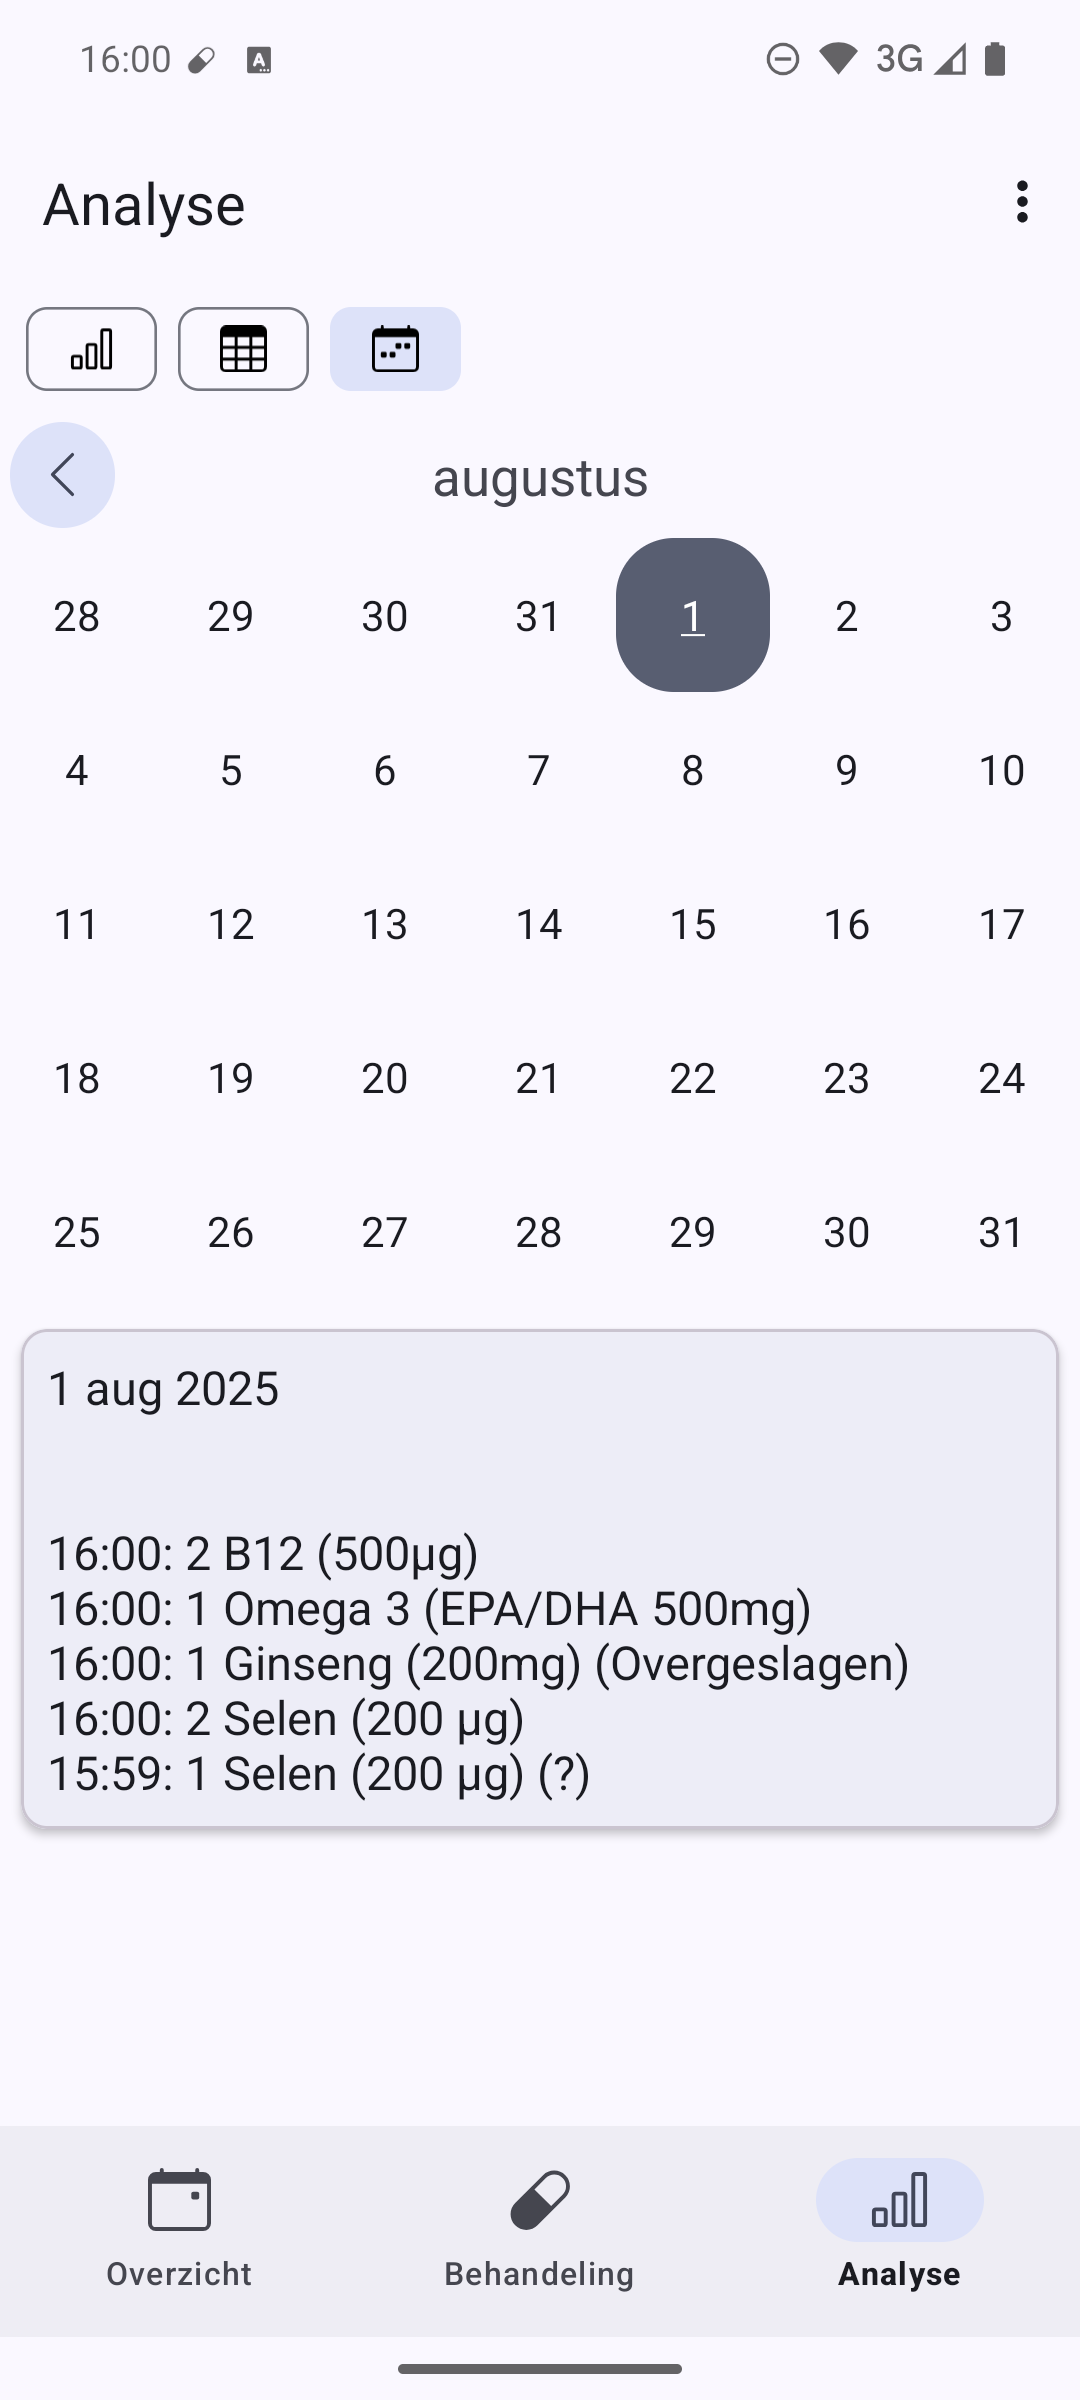 16:00
3G
Analyse
augustus
28 29 30 31 1 2 3
4 5 6 7 8 9 10
11 12 13 14 15 16 17
18 19 20 21 22 23 24
25 26 27 28 29 30 31
1 aug 2025
16:00: 2 B12 (500µg)
16:00: 1 Omega 3 (EPA/DHA 500mg)
16:00: 1 Ginseng (200mg) (Overgeslagen)
16:00: 2 Selen (200 µg)
15:59: 1 Selen (200 µg) (?)
Overzicht
Behandeling
Analyse